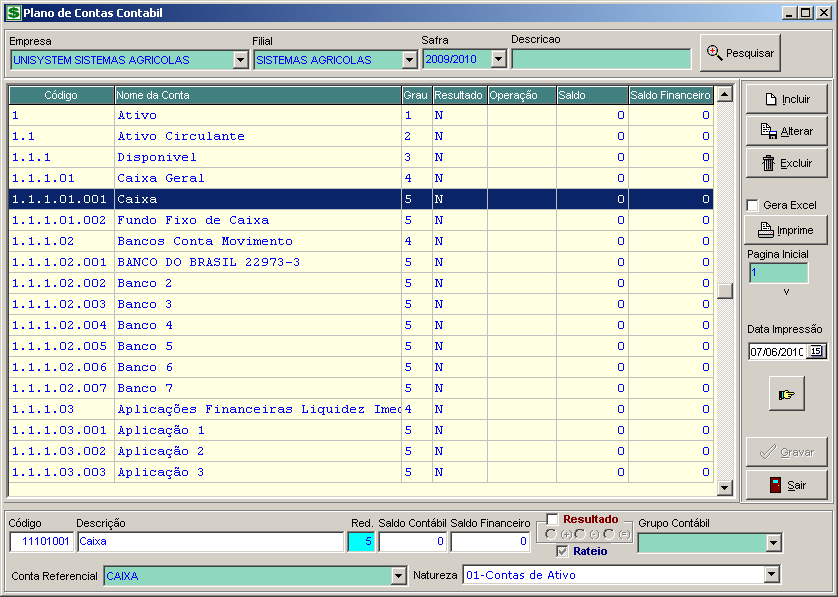 Plano de Contas Contabil
Empresa Filial Safra Descricao
UNISYSTEM SISTEMAS AGRICOLAS SISTEMAS AGRICOLAS 2009/2010 Pesquisar
Código Nome da Conta Grau Resultado Operação Saldo Saldo Financeiro
1 Ativo 1 N 0 0
1.1 Ativo Circulante 2 N 0 0
1.1.1 Disponivel 3 N 0 0
1.1.1.01 Caixa Geral 4 N 0 0
1.1.1.01.001 Caixa 5 N 0 0
1.1.1.01.002 Fundo Fixo de Caixa 5 N 0 0
1.1.1.02 Bancos Conta Movimento 4 N 0 0
1.1.1.02.001 BANCO DO BRASIL 22973-3 5 N 0 0
1.1.1.02.002 Banco 2 5 N 0 0
1.1.1.02.003 Banco 3 5 N 0 0
1.1.1.02.004 Banco 4 5 N 0 0
1.1.1.02.005 Banco 5 5 N 0 0
1.1.1.02.006 Banco 6 5 N 0 0
1.1.1.02.007 Banco 7 5 N 0 0
1.1.1.03 Aplicações Financeiras Liquidez Imed 4 N 0 0
1.1.1.03.001 Aplicação 1 5 N 0 0
1.1.1.03.002 Aplicação 2 5 N 0 0
1.1.1.03.003 Aplicação 3 5 N 0 0
Incluir
Alterar
Excluir
Gera Excel
Imprime
Pagina Inicial
1
v
Data Impressão
07/06/2010 15
Gravar
Sair
Código Descrição Red. Saldo Contábil Saldo Financeiro Resultado Grupo Contábil
11101001 Caixa 5 0 0 (+) (-) (=)
Rateio
Conta Referencial CAIXA Natureza 01-Contas de Ativo